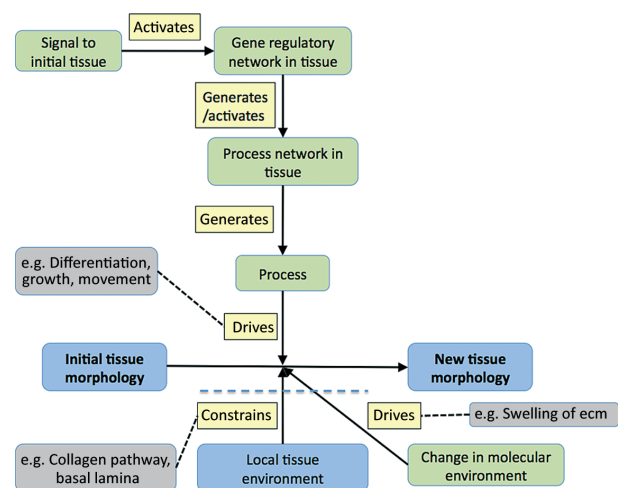 Activates
Signal to
initial tissue
Gene regulatory
network in tissue
Generates
/activates
Process network in
tissue
Generates
e.g. Differentiation,
growth, movement
Process
Drives
Initial tissue
morphology
New tissue
morphology
Constrains
Drives
e.g. Swelling of ecm
e.g. Collagen pathway,
basal lamina
Local tissue
environment
Change in molecular
environment